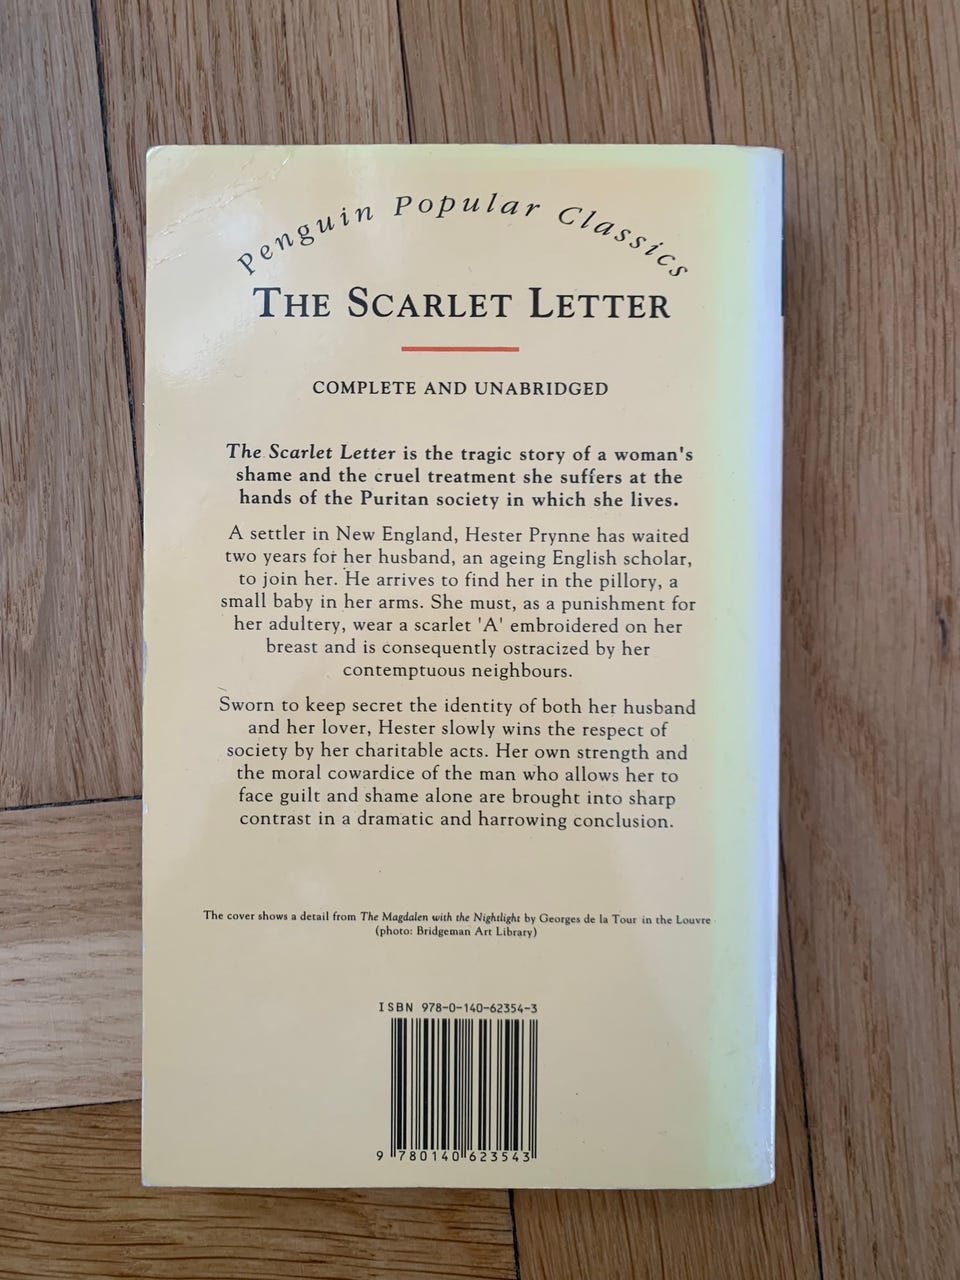 Penguin Popular Classics
THE SCARLET LETTER
COMPLETE AND UNABRIDGED
The Scarlet Letter is the tragic story of a woman's
shame and the cruel treatment she suffers at the
hands of the Puritan society in which she lives.
A settler in New England, Hester Prynne has waited
two years for her husband, an ageing English scholar,
to join her. He arrives to find her in the pillory, a
small baby in her arms. She must, as a punishment for
her adultery, wear a scarlet 'A' embroidered on her
breast and is consequently ostracized by her
contemptuous neighbours.
Sworn to keep secret the identity of both her husband
and her lover, Hester slowly wins the respect of
society by her charitable acts. Her own strength and
the moral cowardice of the man who allows her to
face guilt and shame alone are brought into sharp
contrast in a dramatic and harrowing conclusion.
The cover shows a detail from The Magdalen with the Nightlight by Georges de la Tour in the Louvre
(photo: Bridgeman Art Library)
ISBN 978-0-140-62354-3
9 780140 623543